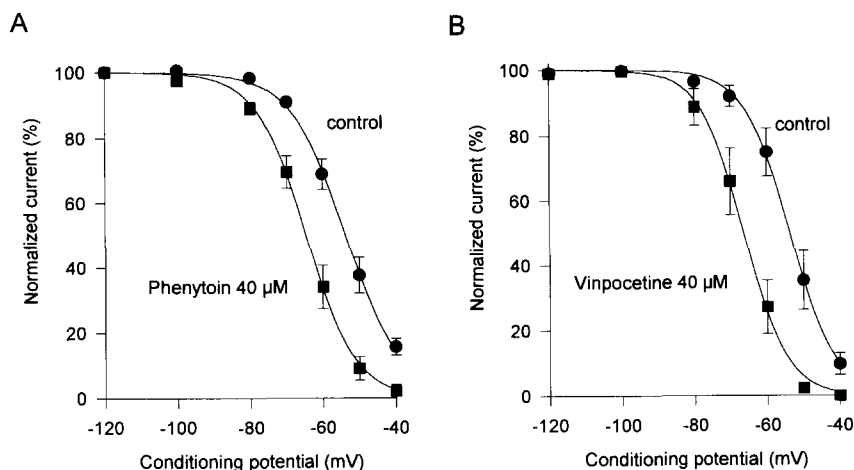 A
Normalized current (%)
100
80
60
40
20
0
control
Phenytoin 40 µM
-120
-100
-80
-60
-40
Conditioning potential (mV)
B
Normalized current (%)
100
80
60
40
20
0
control
Vinpocetine 40 µM
-120
-100
-80
-60
-40
Conditioning potential (mV)